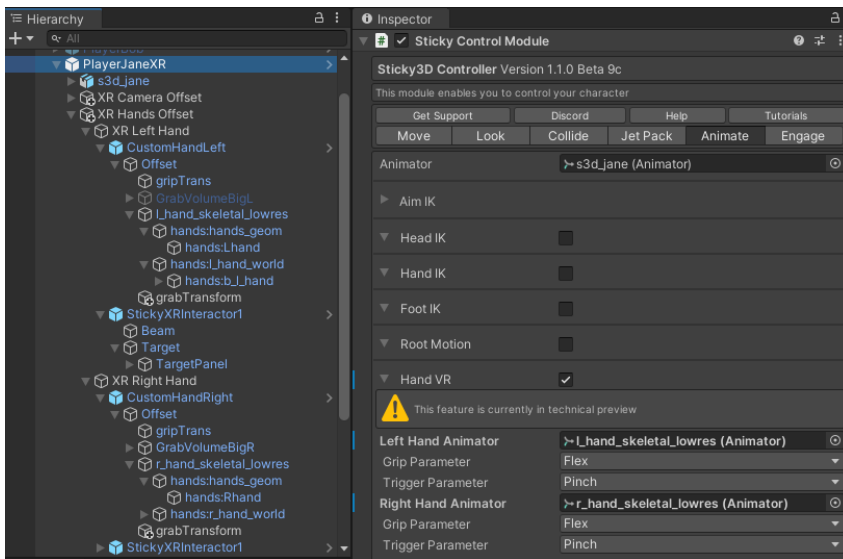 Hierarchy
All
PlayerBob
PlayerJaneXR
s3d_jane
XR Camera Offset
XR Hands Offset
XR Left Hand
CustomHandLeft
Offset
gripTrans
GrabVolumeBigL
l_hand_skeletal_lowres
hands:hands_geom
hands:Lhand
hands:l_hand_world
hands:b_l_hand
grabTransform
StickyXRInteractor1
Beam
Target
TargetPanel
XR Right Hand
CustomHandRight
Offset
gripTrans
GrabVolumeBigR
r_hand_skeletal_lowres
hands:hands_geom
hands:Rhand
hands:r_hand_world
grabTransform
StickyXRInteractor1
Inspector
# Sticky Control Module
Sticky3D Controller Version 1.1.0 Beta 9c
This module enables you to control your character
Get Support Discord Help Tutorials
Move Look Collide Jet Pack Animate Engage
Animator s3d_jane (Animator)
Aim IK
Head IK
Hand IK
Foot IK
Root Motion
Hand VR
This feature is currently in technical preview
Left Hand Animator l_hand_skeletal_lowres (Animator)
Grip Parameter Flex
Trigger Parameter Pinch
Right Hand Animator r_hand_skeletal_lowres (Animator)
Grip Parameter Flex
Trigger Parameter Pinch